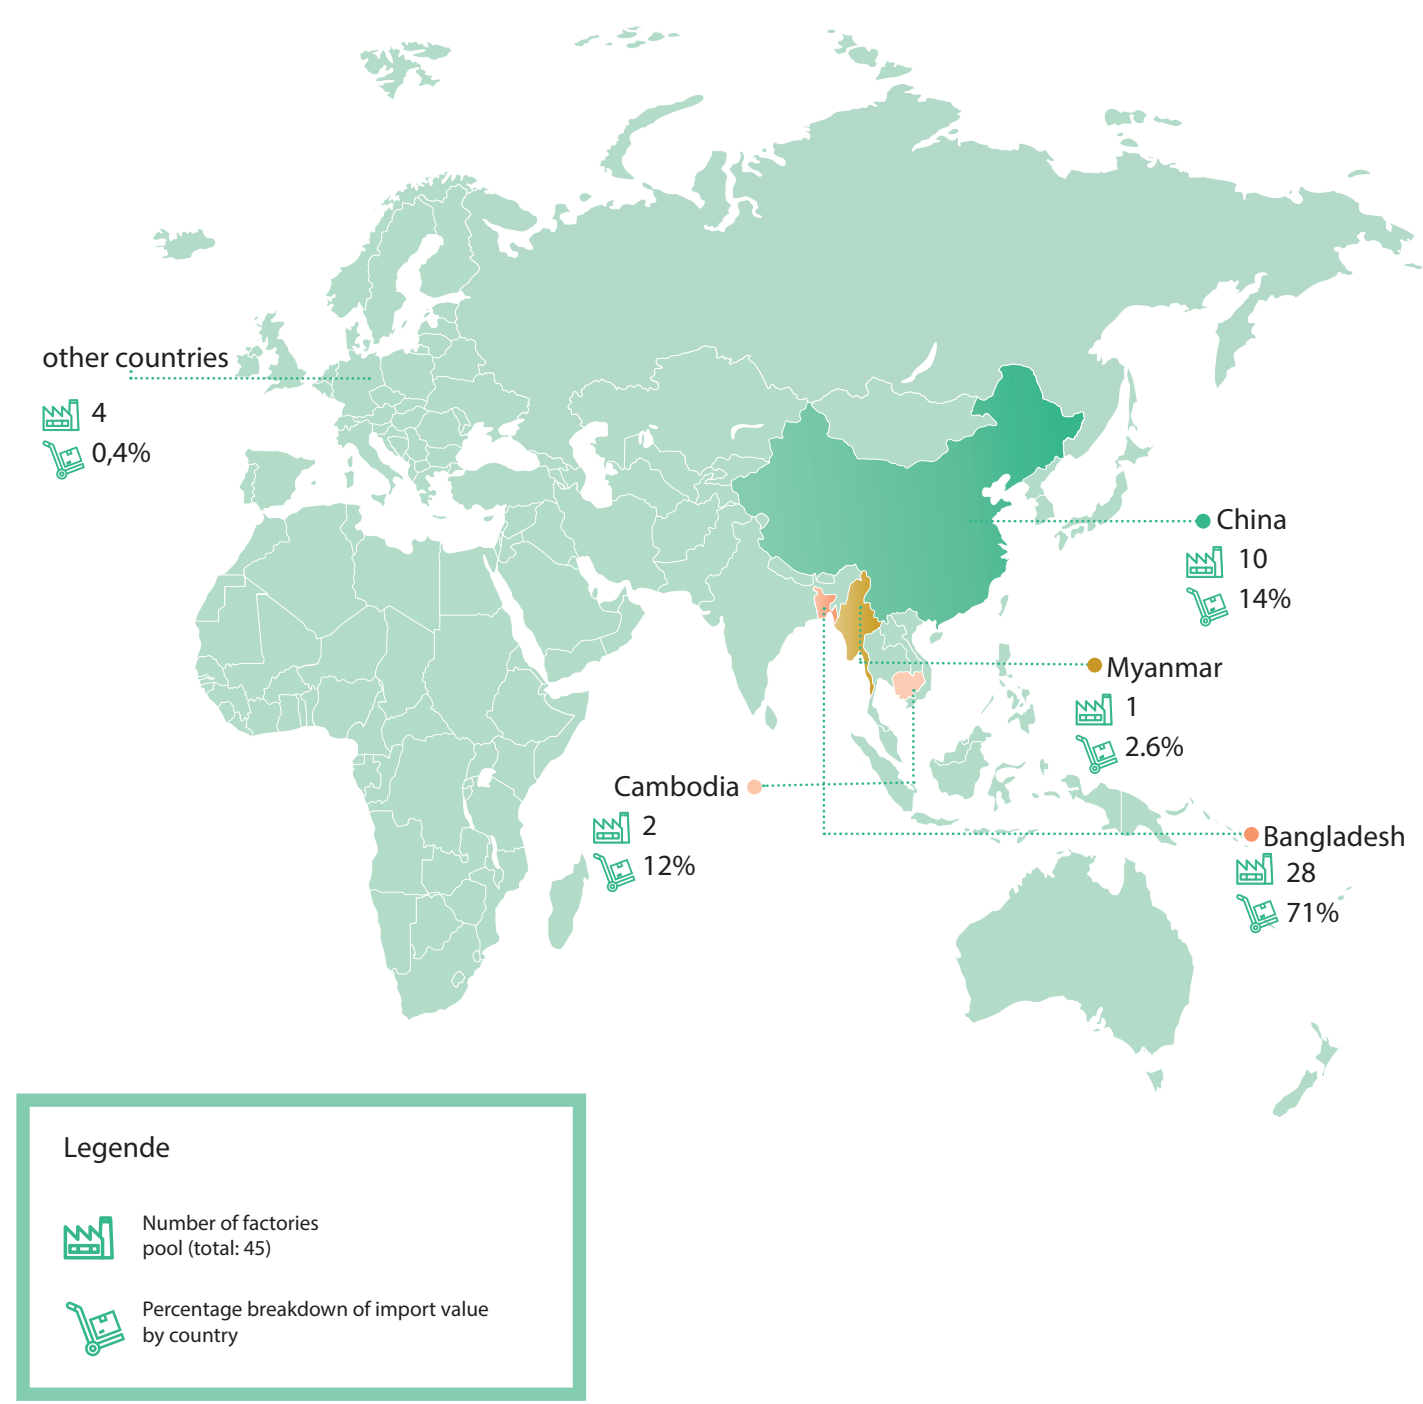 other countries
4
0,4%
China
10
14%
Myanmar
1
2.6%
Cambodia
2
12%
Bangladesh
28
71%
Legende
Number of factories
pool (total: 45)
Percentage breakdown of import value
by country